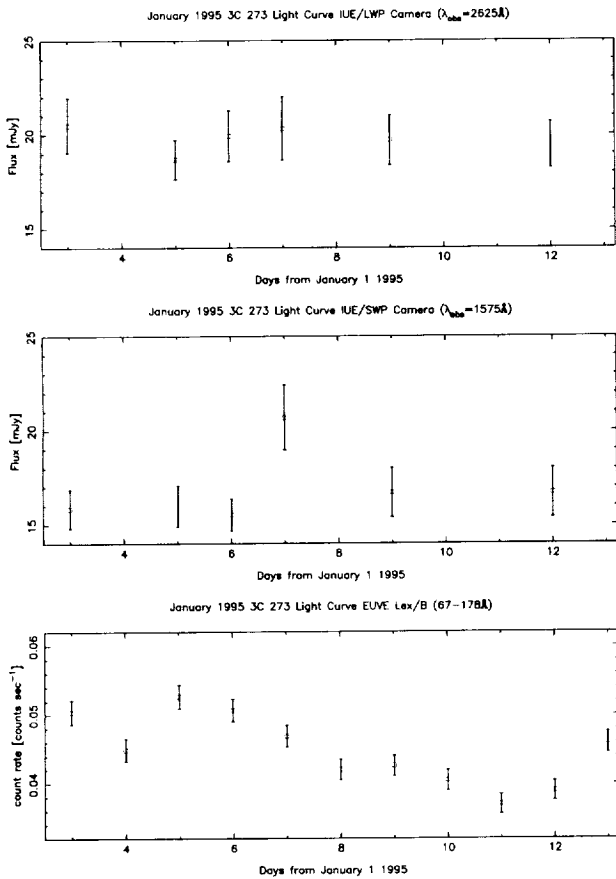 January 1995 3C 273 Light Curve IUE/LWP Camera (λobs=2625Å)
Flux [mJy]
25
20
15
4 6 8 10 12
Days from January 1 1995
January 1995 3C 273 Light Curve IUE/SWP Camera (λobs=1575Å)
Flux [mJy]
25
20
15
4 6 8 10 12
Days from January 1 1995
January 1995 3C 273 Light Curve EUVE Lex/B (67-178Å)
count rate [counts sec⁻¹]
0.06
0.05
0.04
4 6 8 10 12
Days from January 1 1995